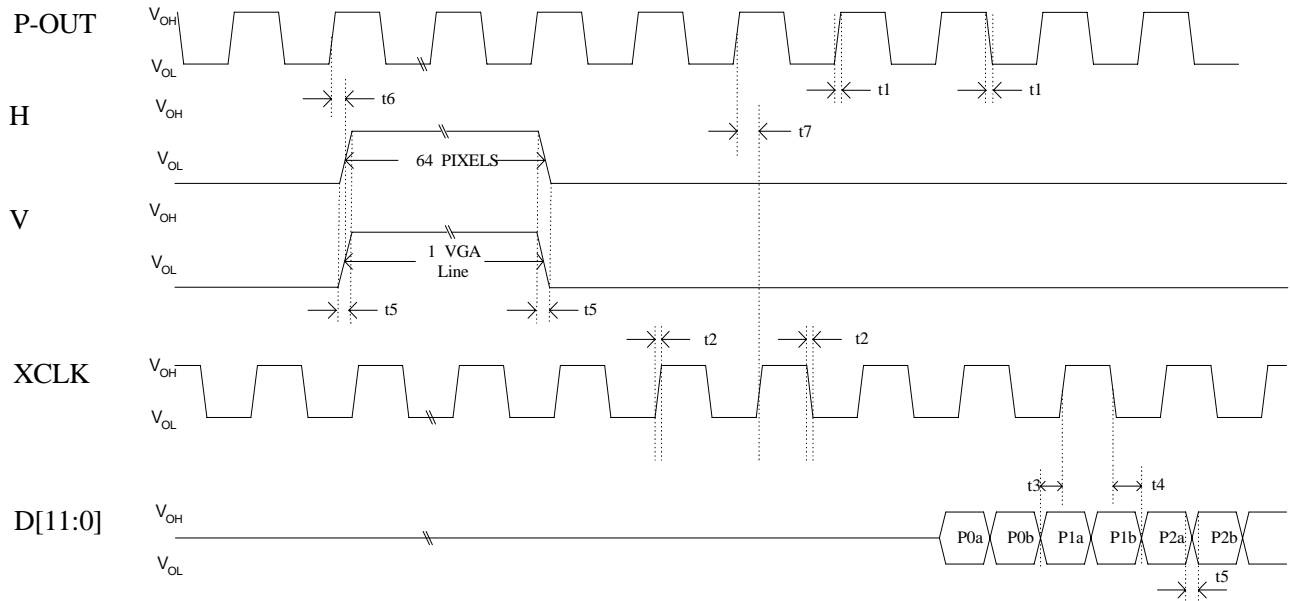 P-OUT
VOH
VOL
t6
t1
t1
H
VOH
VOL
t7
64 PIXELS
V
VOH
VOL
1 VGA
Line
t5
t5
t2
t2
XCLK
VOH
VOL
t3
t4
D[11:0]
VOH
VOL
P0a
P0b
P1a
P1b
P2a
P2b
t5